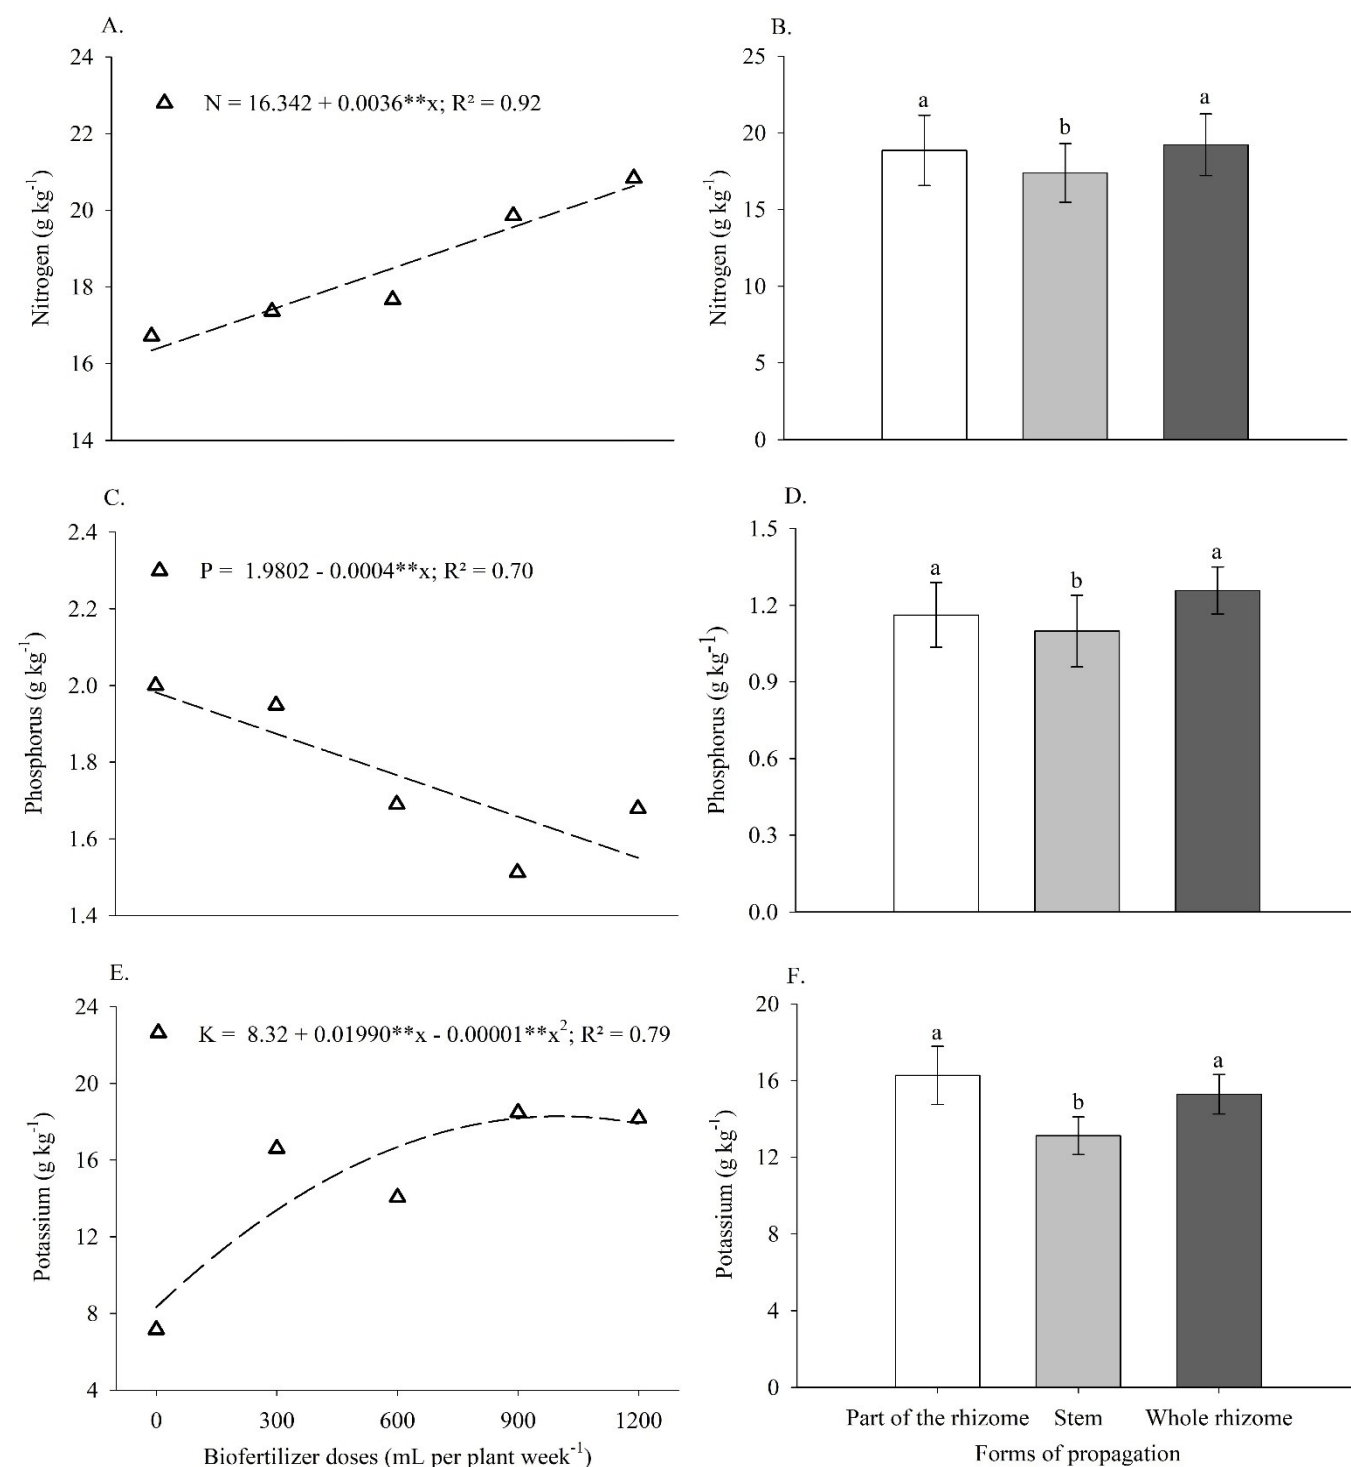 A.
N = 16.342 + 0.0036**x; R² = 0.92
24
22
20
18
16
14
Nitrogen (g kg⁻¹)
B.
25
20
15
10
5
0
Nitrogen (g kg⁻¹)
a
b
a
C.
P = 1.9802 - 0.0004**x; R² = 0.70
2.4
2.2
2.0
1.8
1.6
1.4
Phosphorus (g kg⁻¹)
D.
1.5
1.2
0.9
0.6
0.3
0.0
Phosphorus (g kg-1)
a
b
a
E.
K = 8.32 + 0.01990**x - 0.00001**x²; R² = 0.79
24
20
16
12
8
4
Potassium (g kg⁻¹)
0 300 600 900 1200
Biofertilizer doses (mL per plant week⁻¹)
F.
20
16
12
8
4
0
Potassium (g kg⁻¹)
a
b
a
Part of the rhizome Stem Whole rhizome
Forms of propagation